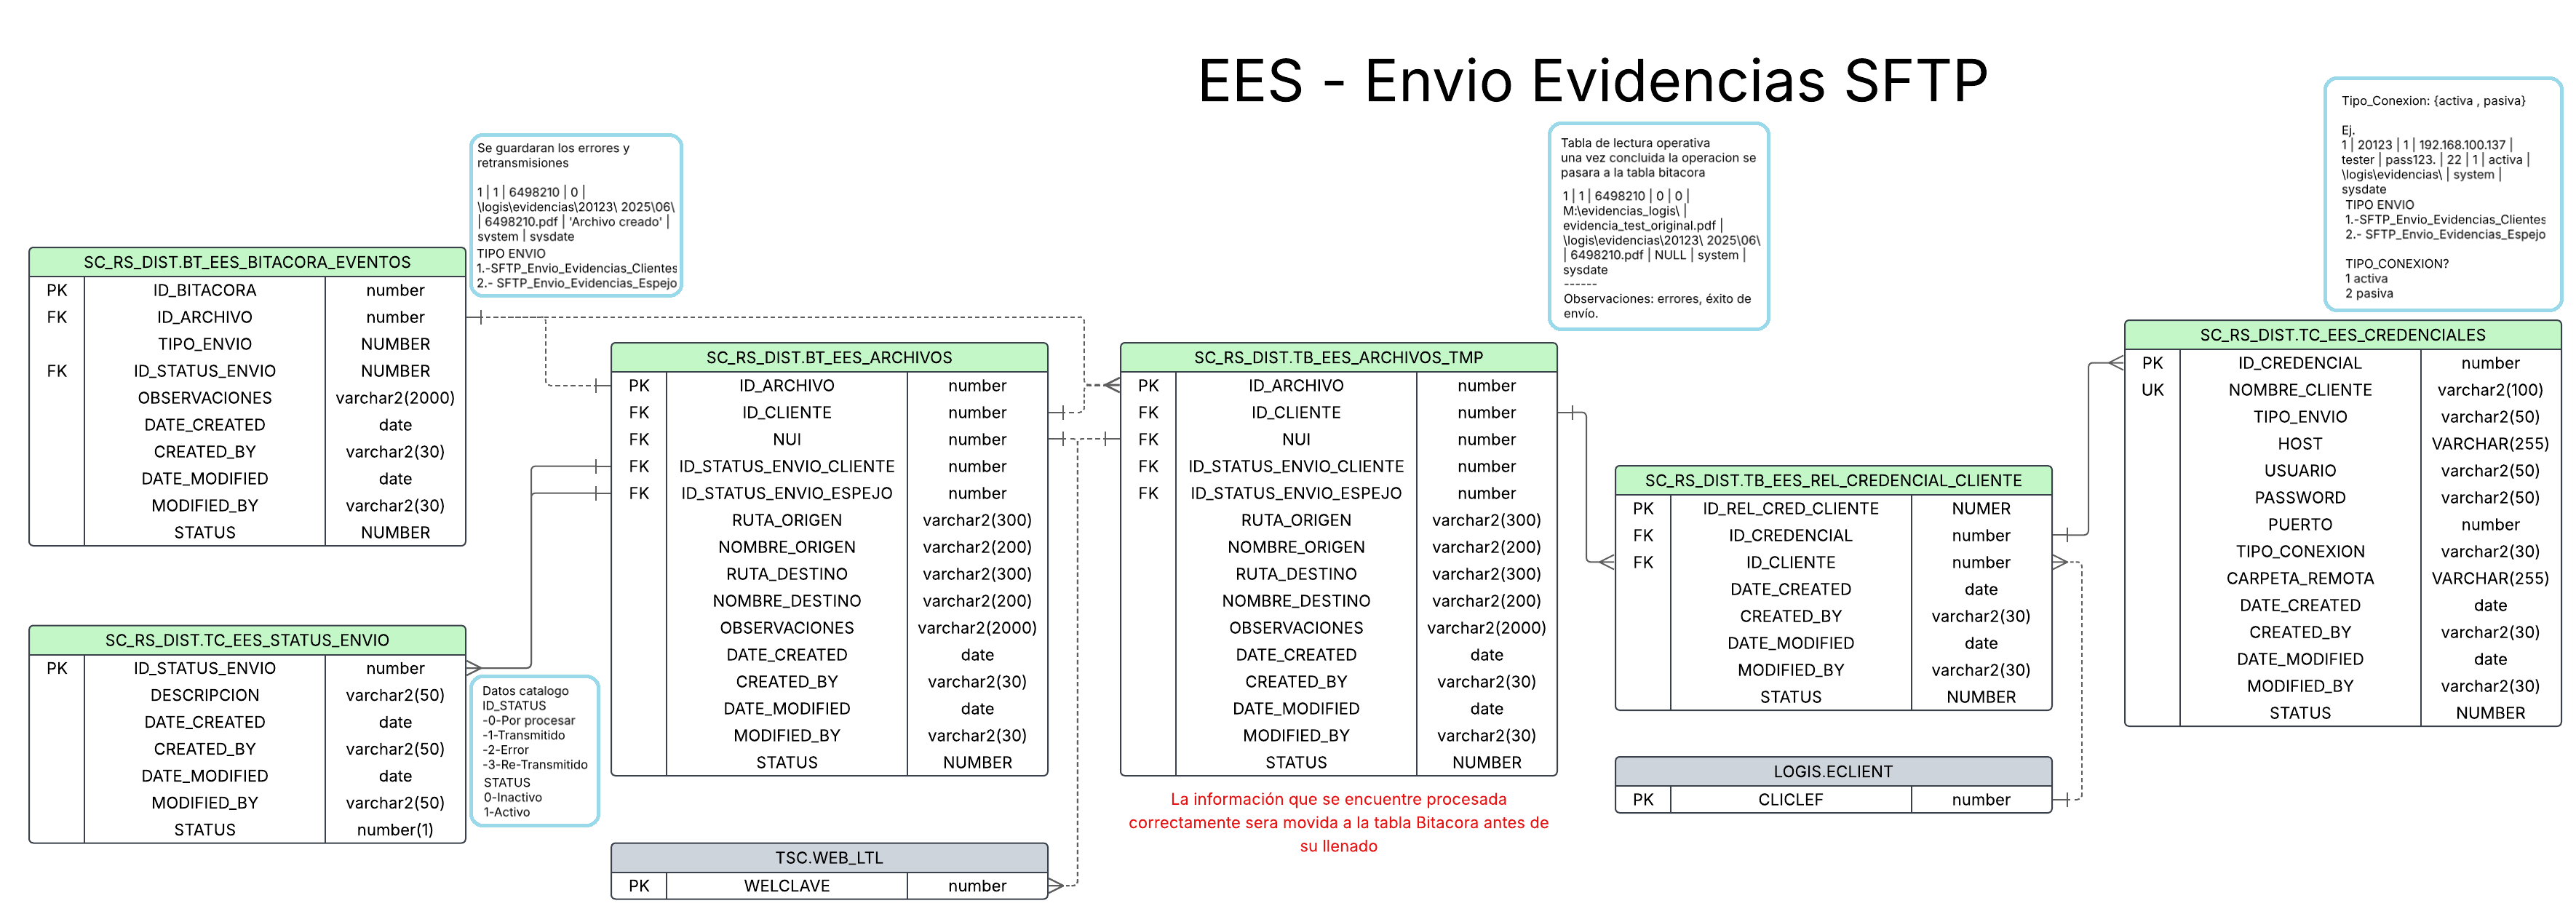 EES - Envio Evidencias SFTP
Se guardaran los errores y
retransmisiones
1 | 1 | 6498210 | 0 |
\logis\evidencias\20123\ 2025\06\
| 6498210.pdf | 'Archivo creado' |
system | sysdate
TIPO ENVIO
1.-SFTP_Envio_Evidencias_Clientes
2.- SFTP_Envio_Evidencias_Espejo
Tabla de lectura operativa
una vez concluida la operacion se
pasara a la tabla bitacora
1 | 1 | 6498210 | 0 | 0 |
M:\evidencias_logis\ |
evidencia_test_original.pdf |
\logis\evidencias\20123\ 2025\06\
| 6498210.pdf | NULL | system |
sysdate
------
Observaciones: errores, éxito de
envío.
Tipo_Conexion: {activa , pasiva}
Ej.
1 | 20123 | 1 | 192.168.100.137 |
tester | pass123. | 22 | 1 | activa |
\logis\evidencias\ | system |
sysdate
TIPO ENVIO
1.-SFTP_Envio_Evidencias_Clientes
2.- SFTP_Envio_Evidencias_Espejo
TIPO_CONEXION?
1 activa
2 pasiva
SC_RS_DIST.BT_EES_BITACORA_EVENTOS
PK ID_BITACORA number
FK ID_ARCHIVO number
TIPO_ENVIO NUMBER
FK ID_STATUS_ENVIO NUMBER
OBSERVACIONES varchar2(2000)
DATE_CREATED date
CREATED_BY varchar2(30)
DATE_MODIFIED date
MODIFIED_BY varchar2(30)
STATUS NUMBER
SC_RS_DIST.TC_EES_STATUS_ENVIO
PK ID_STATUS_ENVIO number
DESCRIPCION varchar2(50)
DATE_CREATED date
CREATED_BY varchar2(50)
DATE_MODIFIED date
MODIFIED_BY varchar2(50)
STATUS number(1)
Datos catalogo
ID_STATUS
-0-Por procesar
-1-Transmitido
-2-Error
-3-Re-Transmitido
STATUS
0-Inactivo
1-Activo
SC_RS_DIST.BT_EES_ARCHIVOS
PK ID_ARCHIVO number
FK ID_CLIENTE number
FK NUI number
FK ID_STATUS_ENVIO_CLIENTE number
FK ID_STATUS_ENVIO_ESPEJO number
RUTA_ORIGEN varchar2(300)
NOMBRE_ORIGEN varchar2(200)
RUTA_DESTINO varchar2(300)
NOMBRE_DESTINO varchar2(200)
OBSERVACIONES varchar2(2000)
DATE_CREATED date
CREATED_BY varchar2(30)
DATE_MODIFIED date
MODIFIED_BY varchar2(30)
STATUS NUMBER
TSC.WEB_LTL
PK WELCLAVE number
SC_RS_DIST.TB_EES_ARCHIVOS_TMP
PK ID_ARCHIVO number
FK ID_CLIENTE number
FK NUI number
FK ID_STATUS_ENVIO_CLIENTE number
FK ID_STATUS_ENVIO_ESPEJO number
RUTA_ORIGEN varchar2(300)
NOMBRE_ORIGEN varchar2(200)
RUTA_DESTINO varchar2(300)
NOMBRE_DESTINO varchar2(200)
OBSERVACIONES varchar2(2000)
DATE_CREATED date
CREATED_BY varchar2(30)
DATE_MODIFIED date
MODIFIED_BY varchar2(30)
STATUS NUMBER
La información que se encuentre procesada
correctamente sera movida a la tabla Bitacora antes de
su llenado
SC_RS_DIST.TB_EES_REL_CREDENCIAL_CLIENTE
PK ID_REL_CRED_CLIENTE NUMER
FK ID_CREDENCIAL number
FK ID_CLIENTE number
DATE_CREATED date
CREATED_BY varchar2(30)
DATE_MODIFIED date
MODIFIED_BY varchar2(30)
STATUS NUMBER
LOGIS.ECLIENT
PK CLICLEF number
SC_RS_DIST.TC_EES_CREDENCIALES
PK ID_CREDENCIAL number
UK NOMBRE_CLIENTE varchar2(100)
TIPO_ENVIO varchar2(50)
HOST VARCHAR(255)
USUARIO varchar2(50)
PASSWORD varchar2(50)
PUERTO number
TIPO_CONEXION varchar2(30)
CARPETA_REMOTA VARCHAR(255)
DATE_CREATED date
CREATED_BY varchar2(30)
DATE_MODIFIED date
MODIFIED_BY varchar2(30)
STATUS NUMBER